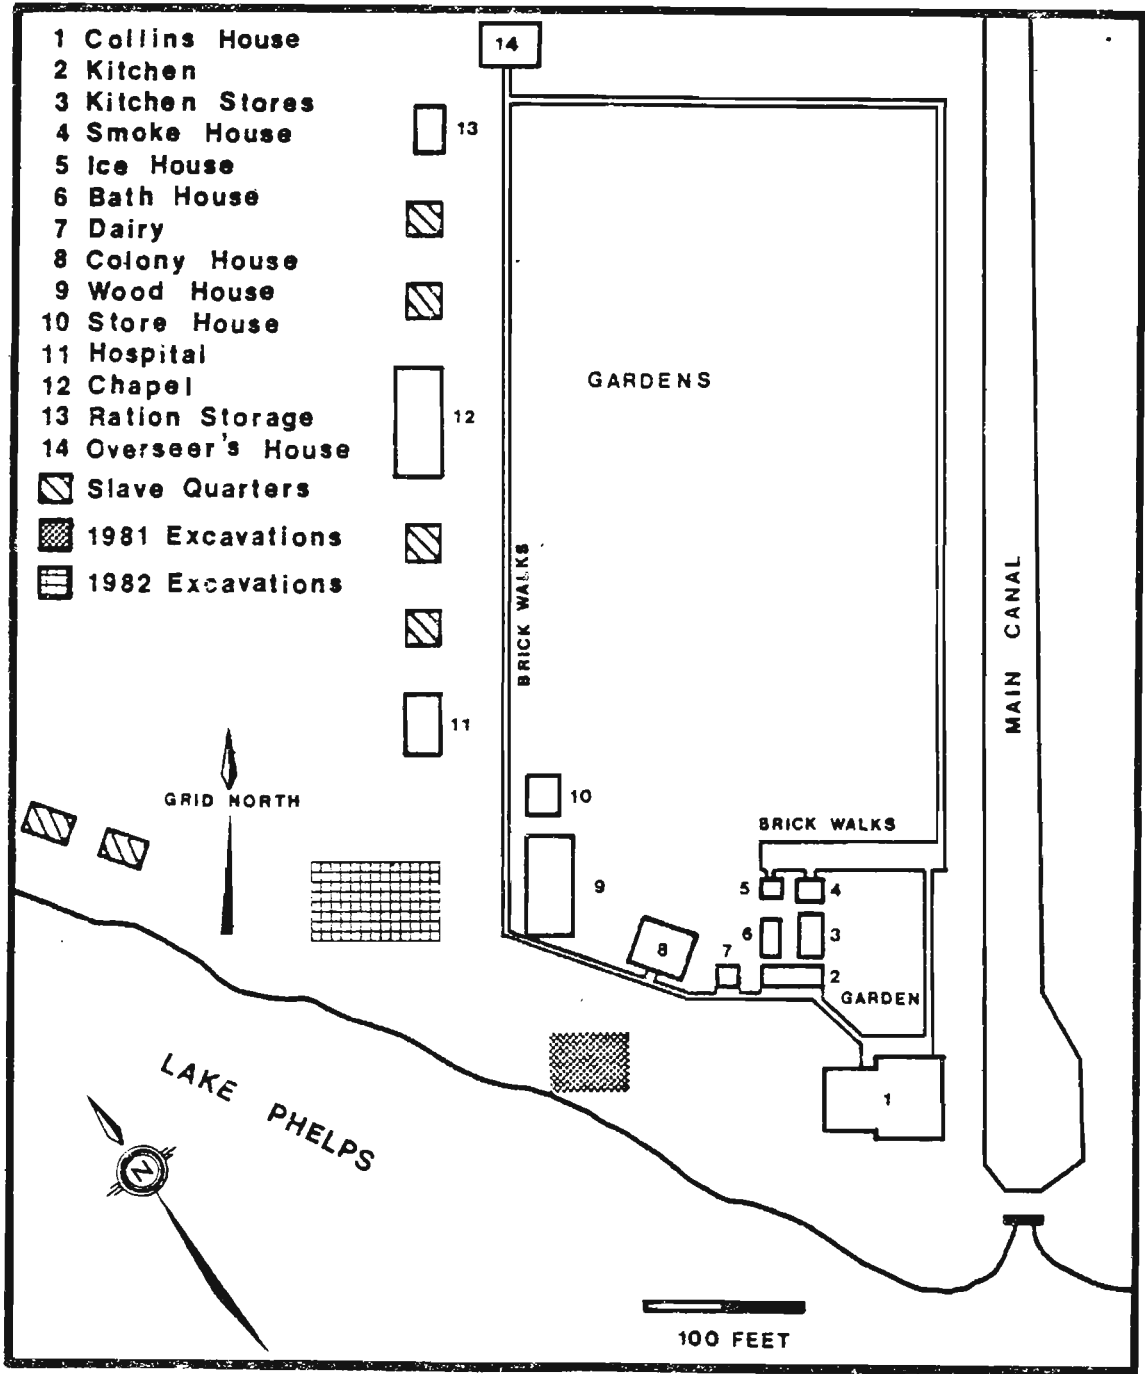 1 Collins House
2 Kitchen
3 Kitchen Stores
4 Smoke House
5 Ice House
6 Bath House
7 Dairy
8 Colony House
9 Wood House
10 Store House
11 Hospital
12 Chapel
13 Ration Storage
14 Overseer's House
Slave Quarters
1981 Excavations
1982 Excavations
14
13
12
11
GARDENS
BRICK WALKS
MAIN CANAL
GRID NORTH
10
9
8
7
BRICK WALKS
5
4
6
3
2
GARDEN
1
LAKE PHELPS
N
100 FEET